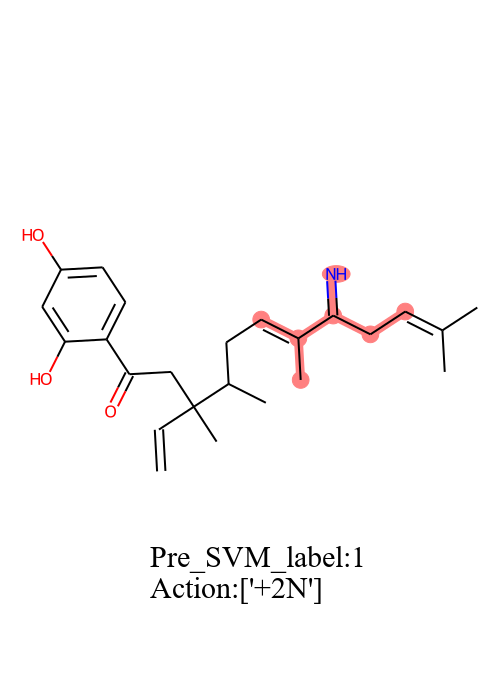 HO
NH
HO
O
Pre_SVM_label:1
Action:['+2N']